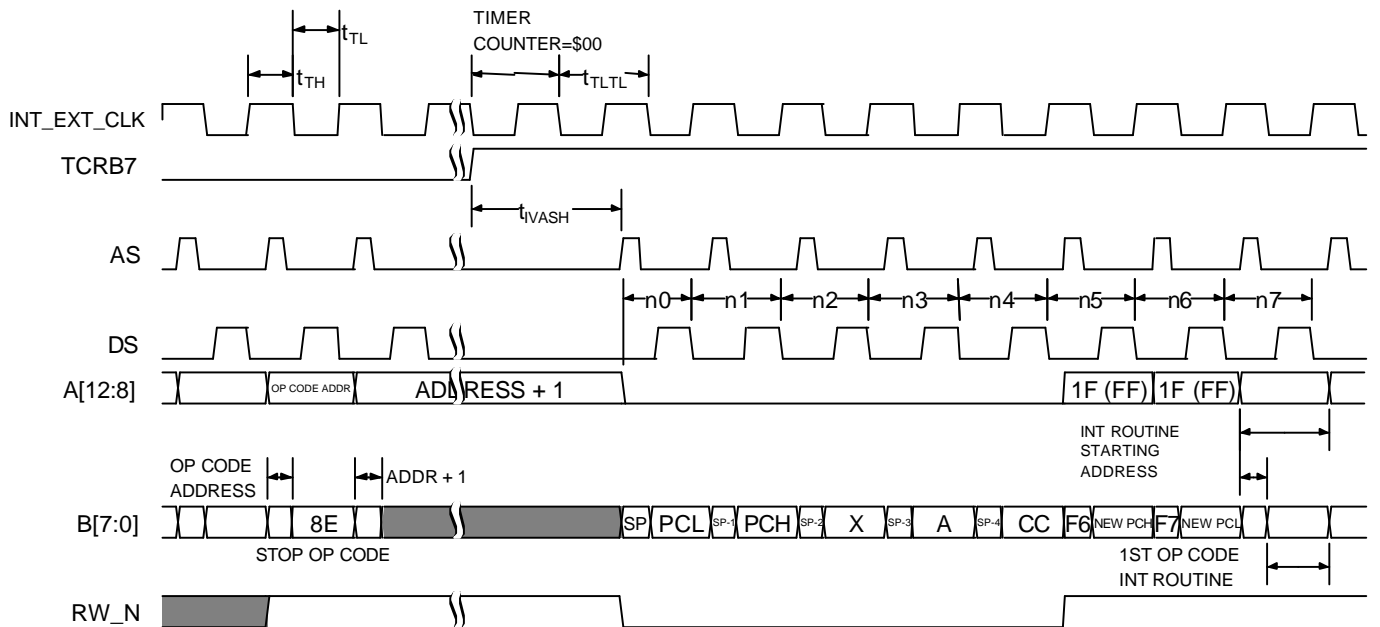 TIMER
COUNTER=$00
tTL
tTH
tTLTL
INT_EXT_CLK
TCRB7
tIVASH
AS
n0 n1 n2 n3 n4 n5 n6 n7
DS
A[12:8] OP CODE ADDR ADDRESS + 1 1F (FF) 1F (FF)
INT ROUTINE
STARTING
ADDRESS
OP CODE
ADDRESS
ADDR + 1
B[7:0] 8E SP PCL SP-1 PCH SP-2 X SP-3 A SP-4 CC F6 NEW PCH F7 NEW PCL
STOP OP CODE
1ST OP CODE
INT ROUTINE
RW_N